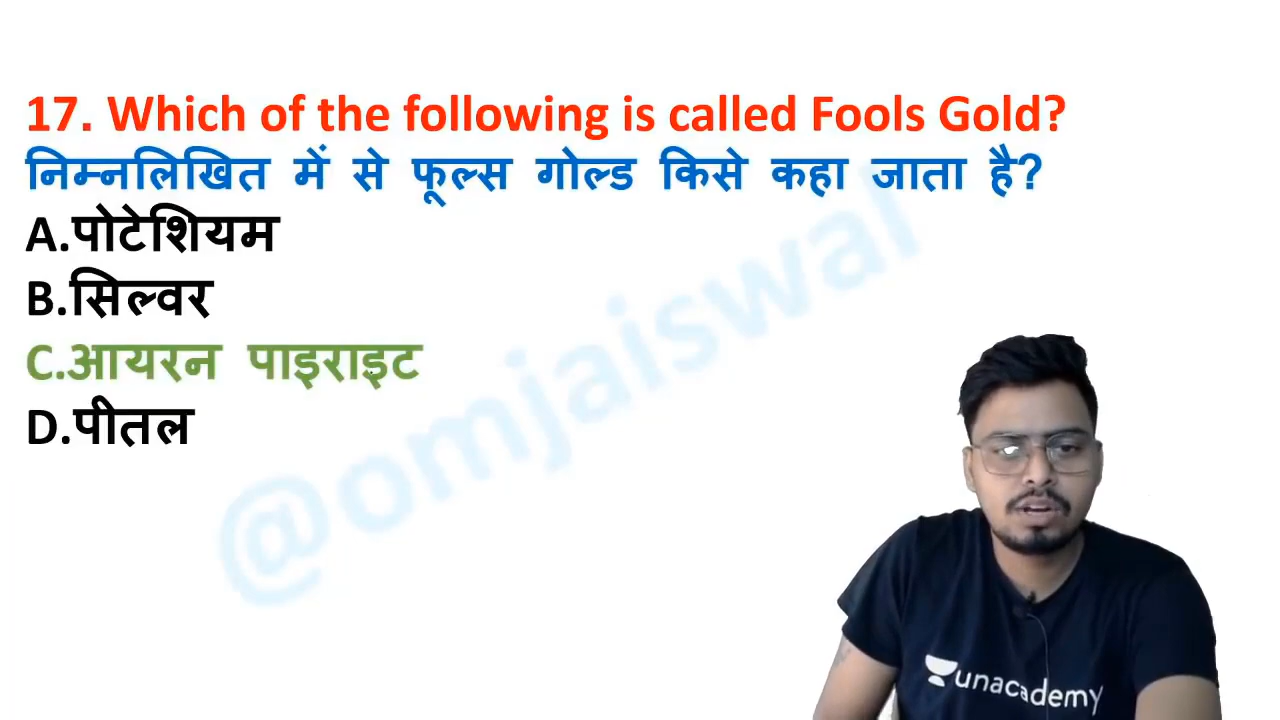 17. Which of the following is called Fools Gold?
निम्नलिखित में से फूल्स गोल्ड किसे कहा जाता है?
A.पोटेशियम
B.सिल्वर
C.आयरन पाइराइट
D.पीतल
@omjaiswal
unacademy